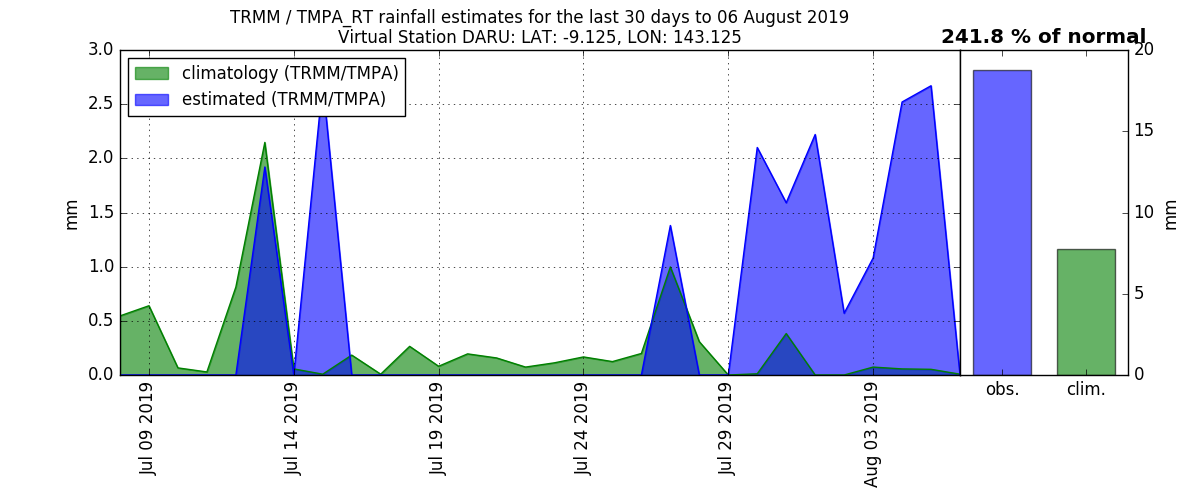 TRMM / TMPA_RT rainfall estimates for the last 30 days to 06 August 2019
Virtual Station DARU: LAT: -9.125, LON: 143.125
241.8 % of normal
climatology (TRMM/TMPA)
estimated (TRMM/TMPA)
3.0
2.5
2.0
1.5
1.0
0.5
0.0
mm
Jul 09 2019
Jul 14 2019
Jul 19 2019
Jul 24 2019
Jul 29 2019
Aug 03 2019
obs.
clim.
20
15
10
5
0
mm